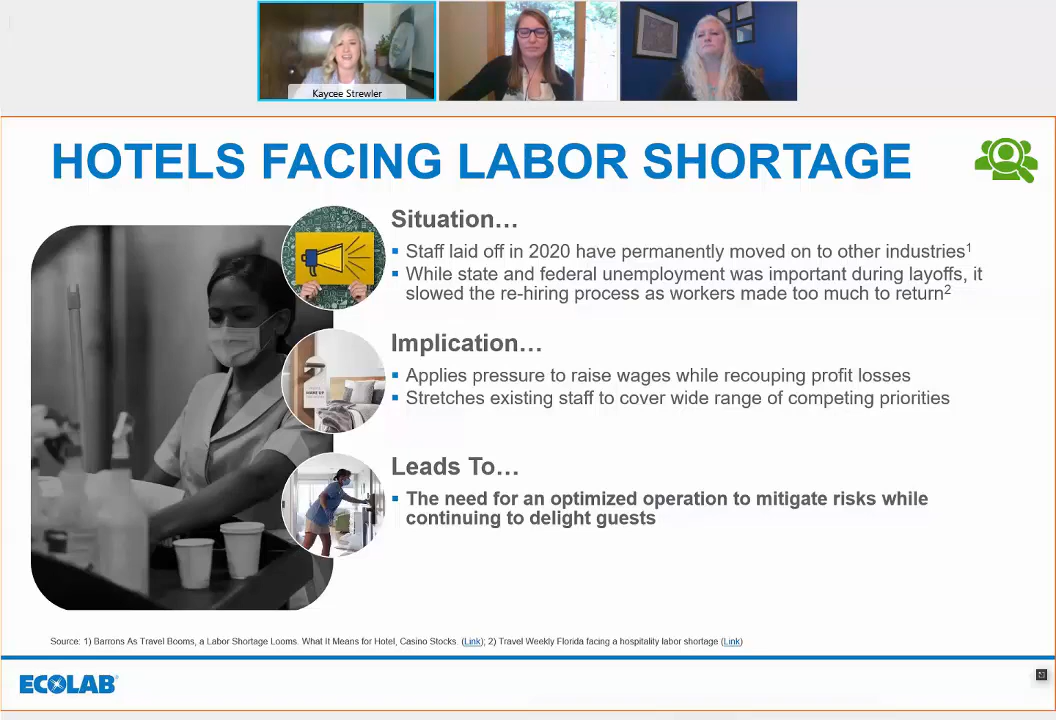 Kaycee Strewler
HOTELS FACING LABOR SHORTAGE
Situation…
▪ Staff laid off in 2020 have permanently moved on to other industries¹
▪ While state and federal unemployment was important during layoffs, it
slowed the re-hiring process as workers made too much to return²
Implication…
▪ Applies pressure to raise wages while recouping profit losses
▪ Stretches existing staff to cover wide range of competing priorities
Leads To…
▪ The need for an optimized operation to mitigate risks while
continuing to delight guests
Source: 1) Barrons As Travel Booms, a Labor Shortage Looms. What It Means for Hotel, Casino Stocks. (Link); 2) Travel Weekly Florida facing a hospitality labor shortage (Link)
ECOLAB®